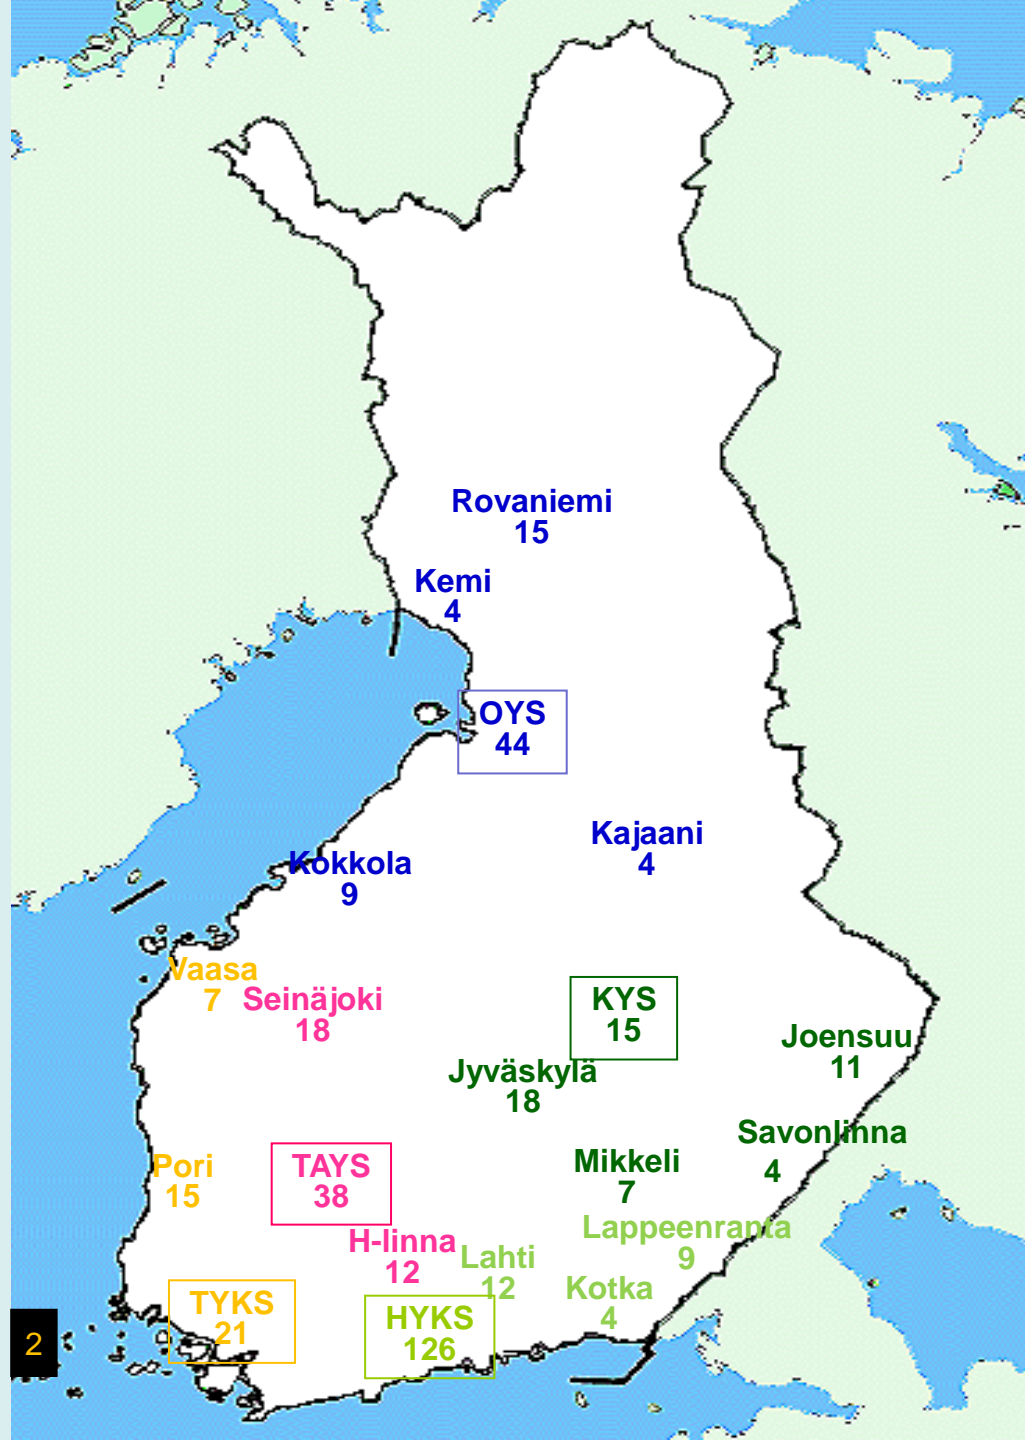 Rovaniemi
15
Kemi
4
OYS
44
Kajaani
4
Kokkola
9
Vaasa
7
Seinäjoki
18
KYS
15
Joensuu
11
Jyväskylä
18
Savonlinna
4
Mikkeli
7
Pori
15
TAYS
38
Lappeenranta
9
H-linna
12
Lahti
12
Kotka
4
TYKS
21
HYKS
126
2